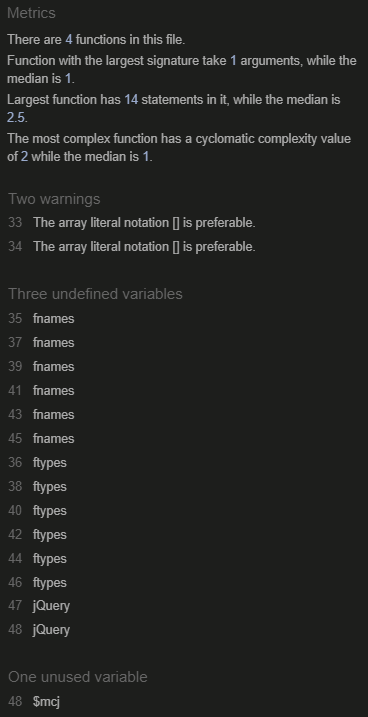 Metrics
There are 4 functions in this file.
Function with the largest signature take 1 arguments, while the
median is 1.
Largest function has 14 statements in it, while the median is
2.5.
The most complex function has a cyclomatic complexity value
of 2 while the median is 1.
Two warnings
33 The array literal notation [] is preferable.
34 The array literal notation [] is preferable.
Three undefined variables
35 fnames
37 fnames
39 fnames
41 fnames
43 fnames
45 fnames
36 ftypes
38 ftypes
40 ftypes
42 ftypes
44 ftypes
46 ftypes
47 jQuery
48 jQuery
One unused variable
48 $mcj